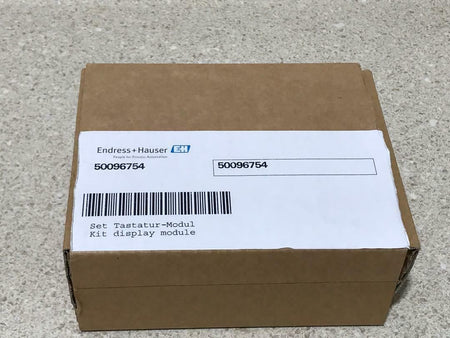 Endress+Hauser EH
People for Process Automation
50096754
50096754
Set Tastatur-Modul
Kit display module